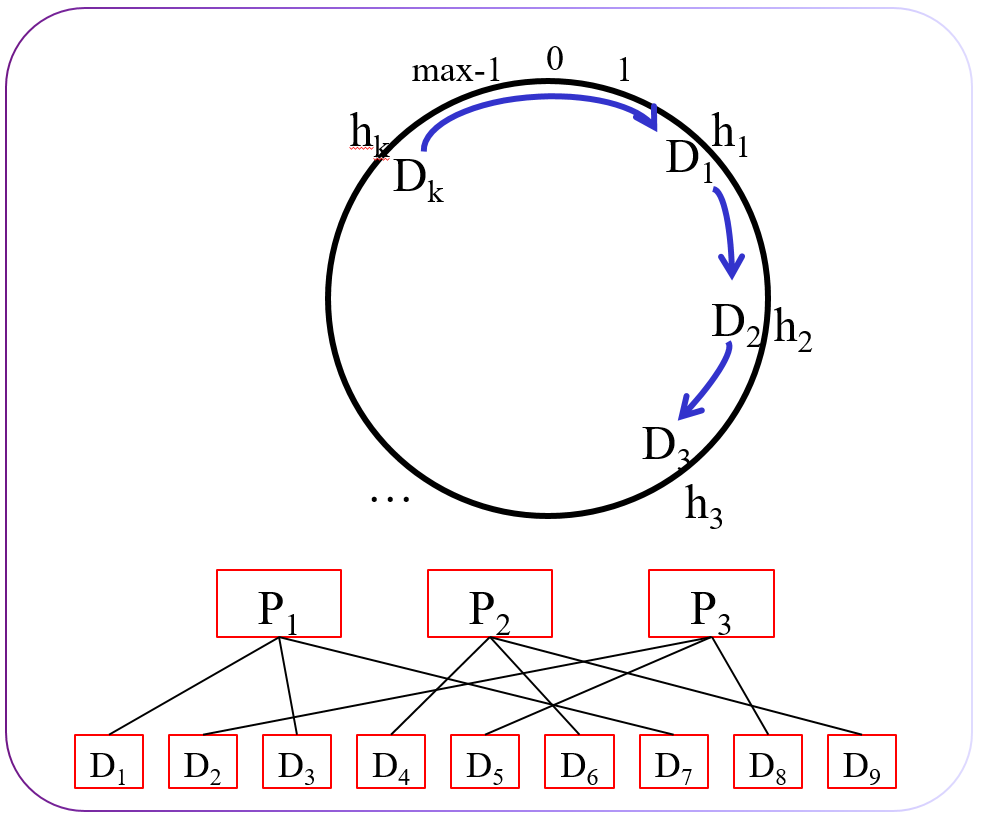 0
max-1 1
hk h1
Dk D1
D2 h2
D3
… h3
P1 P2 P3
D1 D2 D3 D4 D5 D6 D7 D8 D9